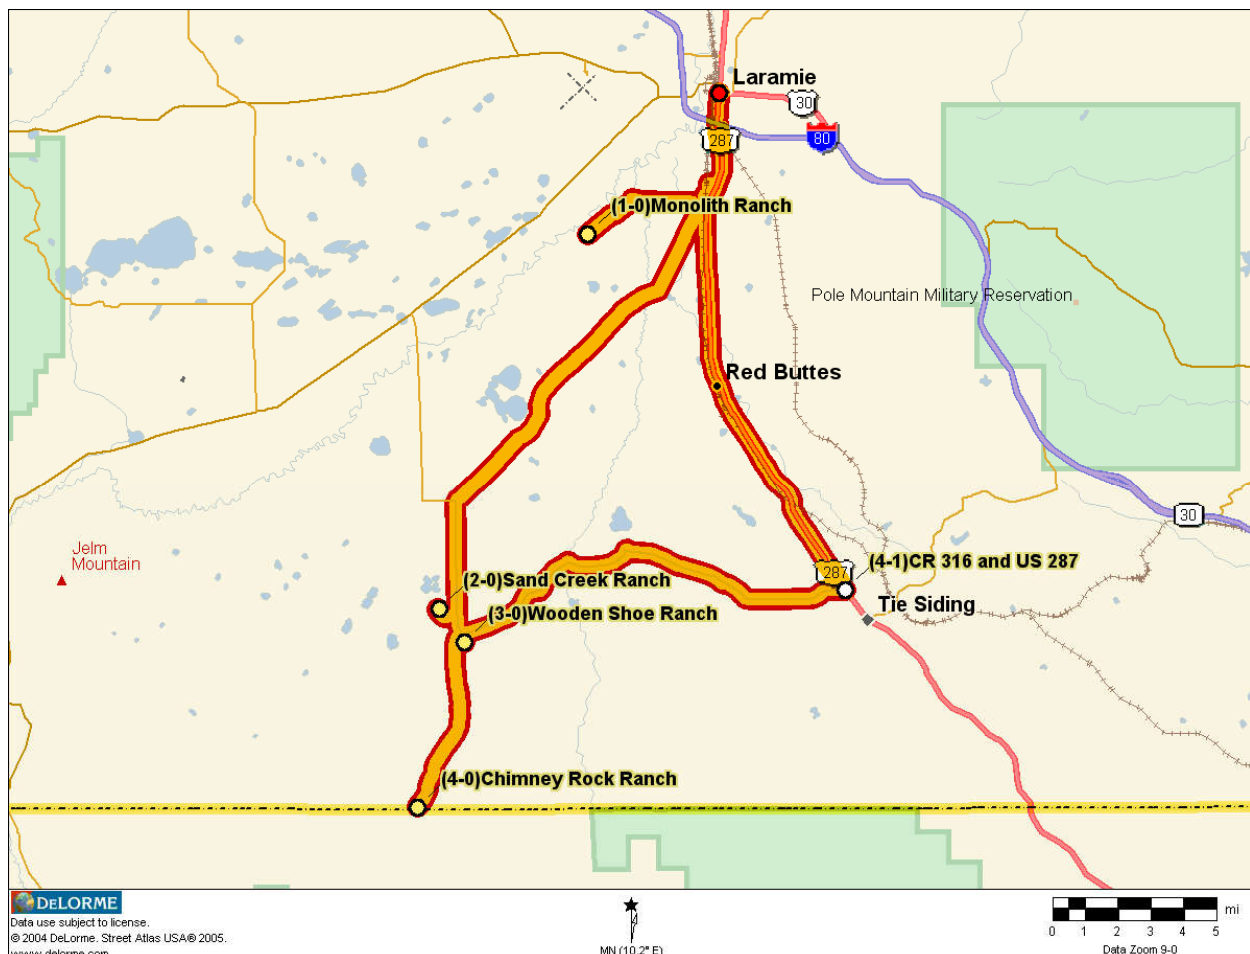 Laramie
30
287
80
(1-0)Monolith Ranch
Pole Mountain Military Reservation
Red Buttes
30
Jelm
Mountain
(4-1)CR 316 and US 287
287
(2-0)Sand Creek Ranch
Tie Siding
(3-0)Wooden Shoe Ranch
(4-0)Chimney Rock Ranch
DELORME
Data use subject to license.
© 2004 DeLorme. Street Atlas USA® 2005.
www.delorme.com
MN (10.2° E)
mi
0 1 2 3 4 5
Data Zoom 9-0